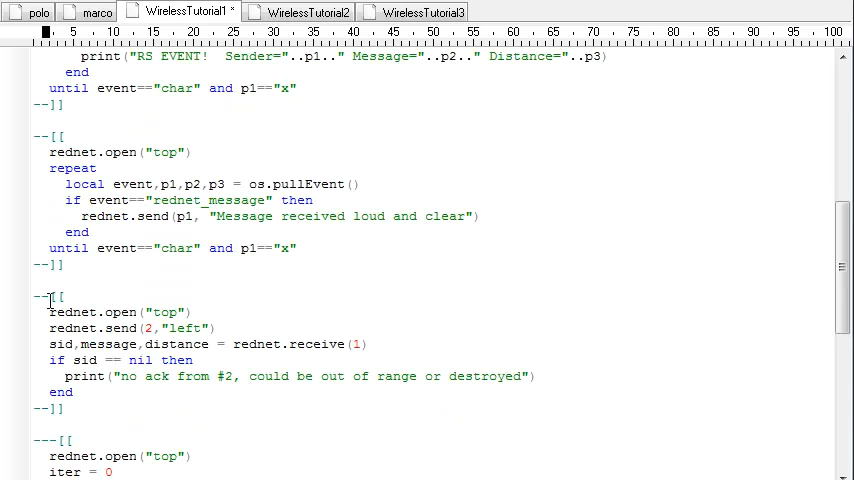 polo marco WirelessTutorial1 * WirelessTutorial2 WirelessTutorial3
5 10 15 20 25 30 35 40 45 50 55 60 65 70 75 80 85 90 95 100
print("RS EVENT!  Sender="..p1.." Message="..p2.." Distance="..p3)
end
until event=="char" and p1=="x"
--]]
--[[
rednet.open("top")
repeat
local event,p1,p2,p3 = os.pullEvent()
if event=="rednet_message" then
rednet.send(p1, "Message received loud and clear")
end
until event=="char" and p1=="x"
--]]
--[[
rednet.open("top")
rednet.send(2,"left")
sid,message,distance = rednet.receive(1)
if sid == nil then
print("no ack from #2, could be out of range or destroyed")
end
--]]
---[[
rednet.open("top")
iter = 0